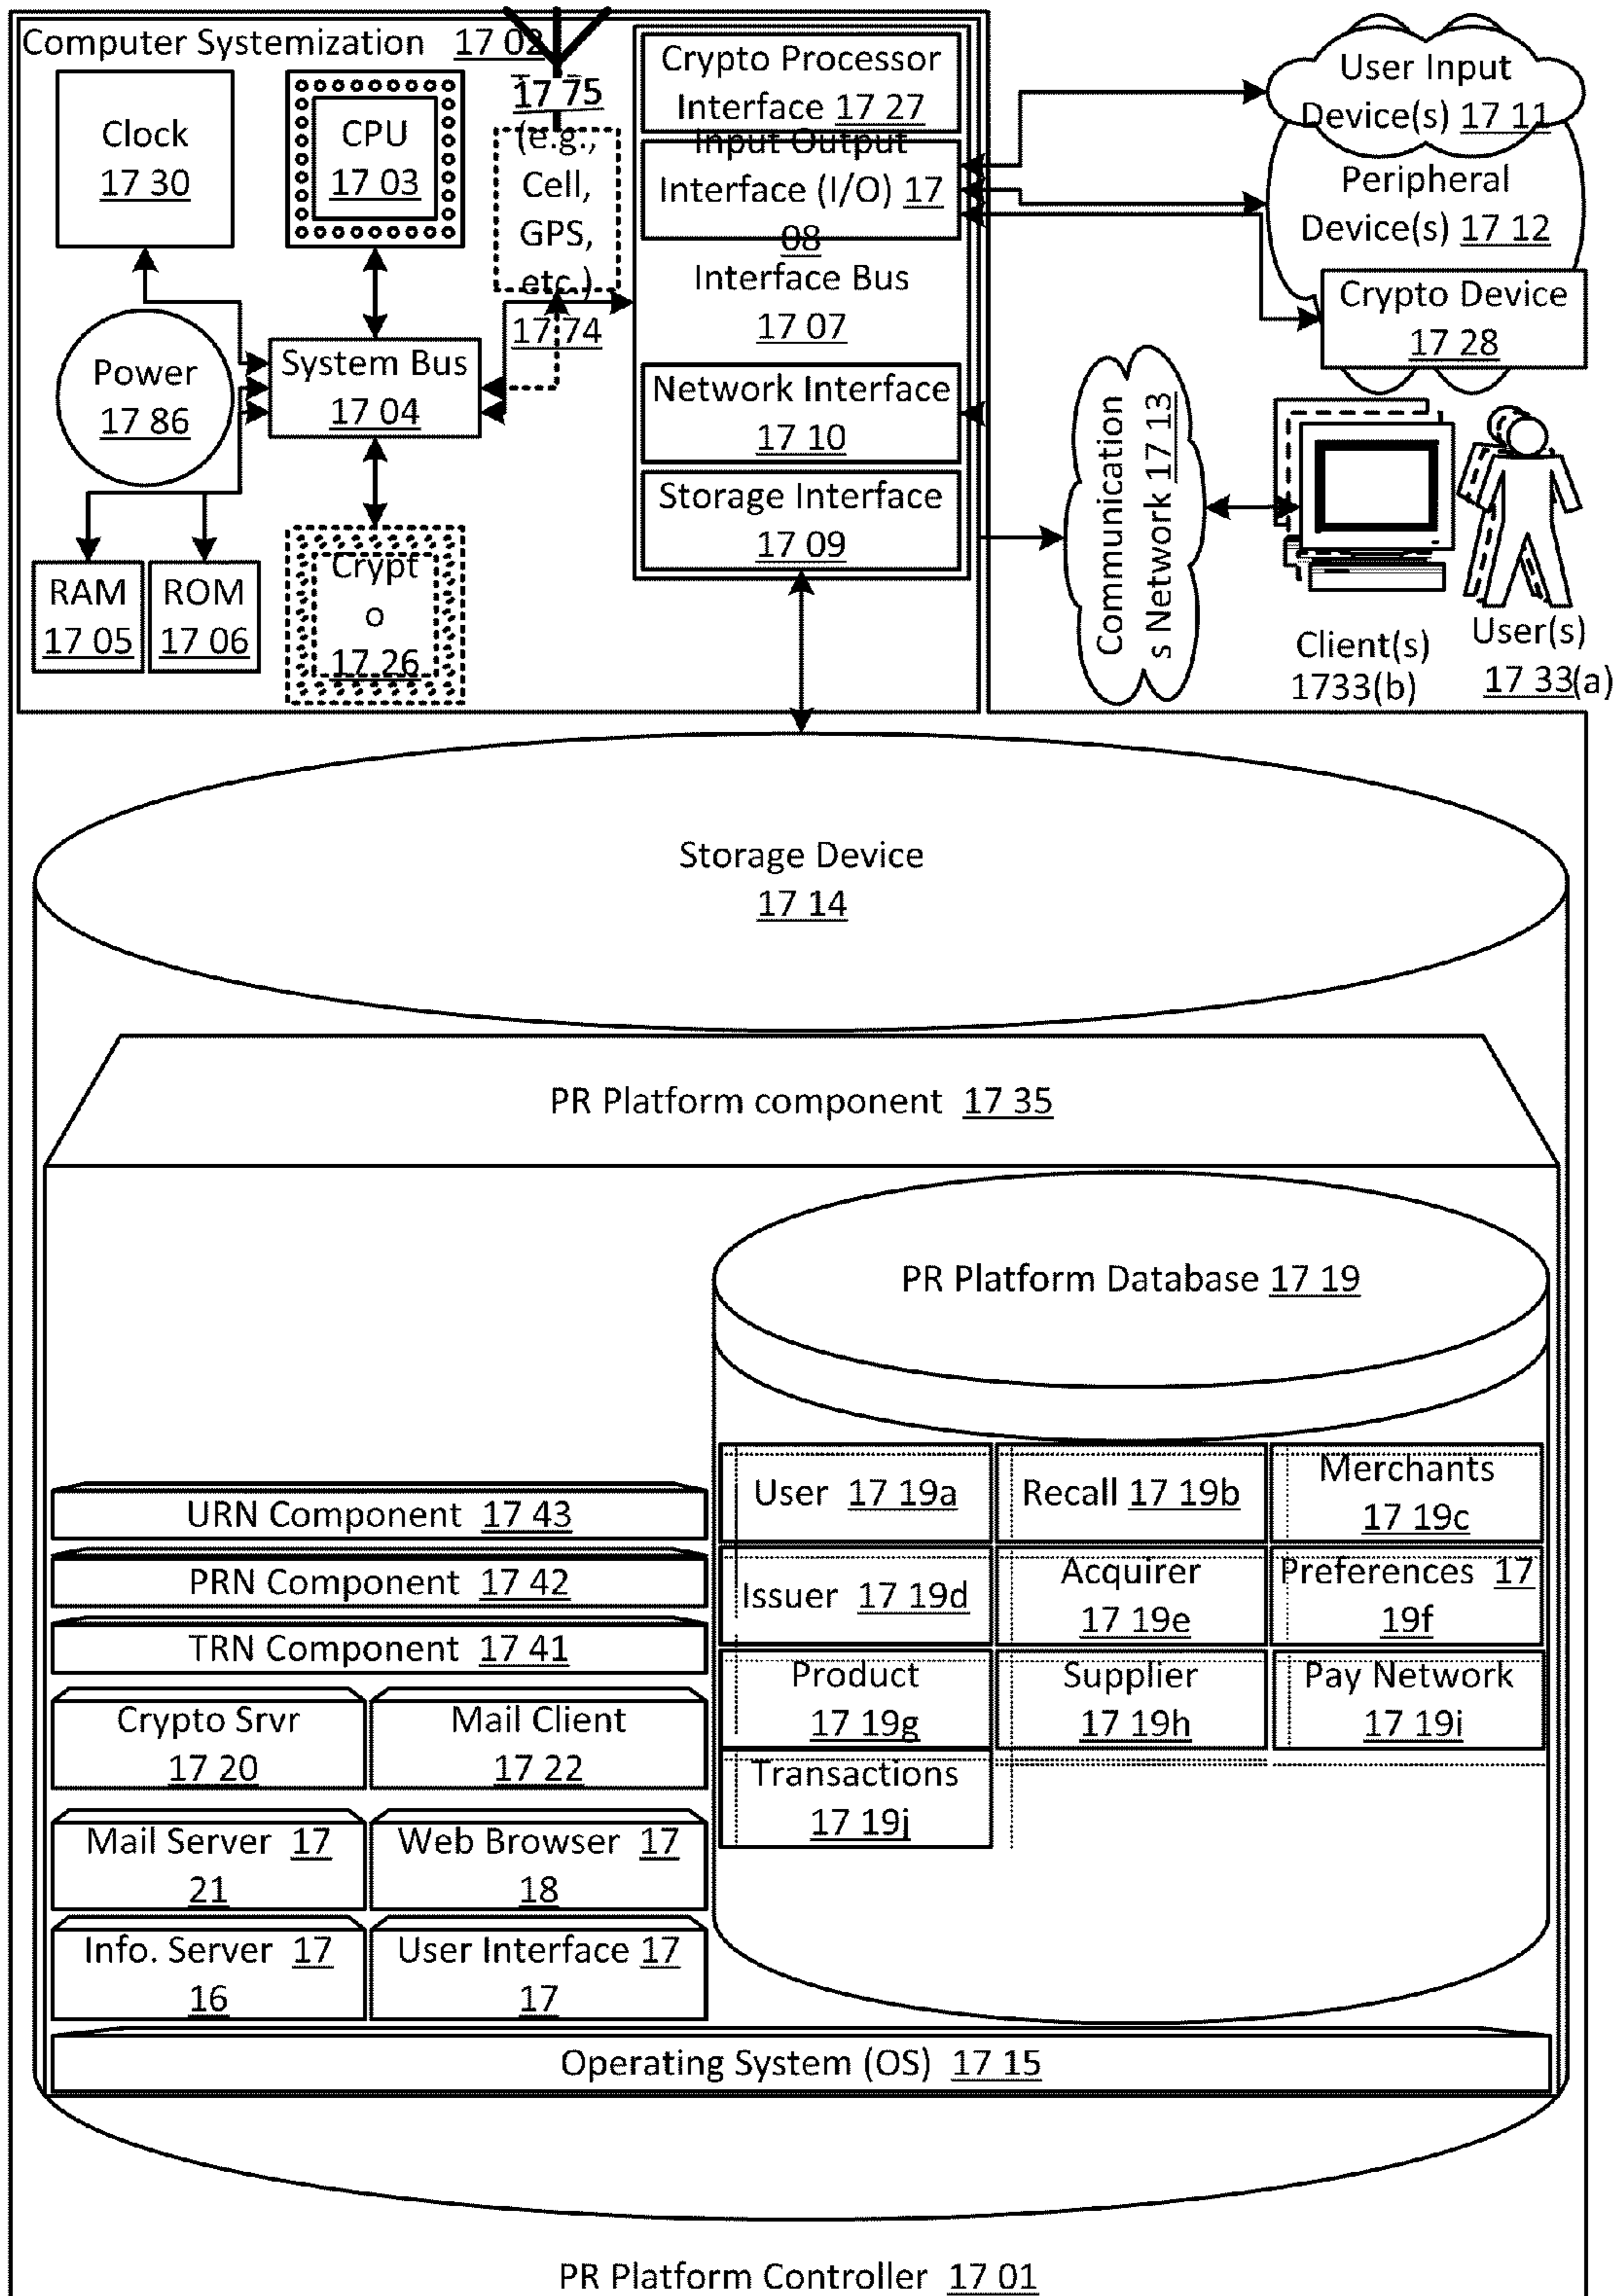 Computer Systemization 17 02
Clock
17 30
CPU
17 03
17 75
(e.g.,
Cell,
GPS,
etc.)
17 74
Power
17 86
System Bus
17 04
RAM
17 05
ROM
17 06
Crypt
o
17 26
Crypto Processor
Interface 17 27
Input Output
Interface (I/O) 17
08
Interface Bus
17 07
Network Interface
17 10
Storage Interface
17 09
User Input
Device(s) 17 11
Peripheral
Device(s) 17 12
Crypto Device
17 28
Communication
s Network 17 13
Client(s)
1733(b)
User(s)
17 33(a)
Storage Device
17 14
PR Platform component 17 35
PR Platform Database 17 19
User 17 19a
Recall 17 19b
Merchants
17 19c
Issuer 17 19d
Acquirer
17 19e
Preferences 17
19f
Product
17 19g
Supplier
17 19h
Pay Network
17 19i
Transactions
17 19j
URN Component 17 43
PRN Component 17 42
TRN Component 17 41
Crypto Srvr
17 20
Mail Client
17 22
Mail Server 17
21
Web Browser 17
18
Info. Server 17
16
User Interface 17
17
Operating System (OS) 17 15
PR Platform Controller 17 01